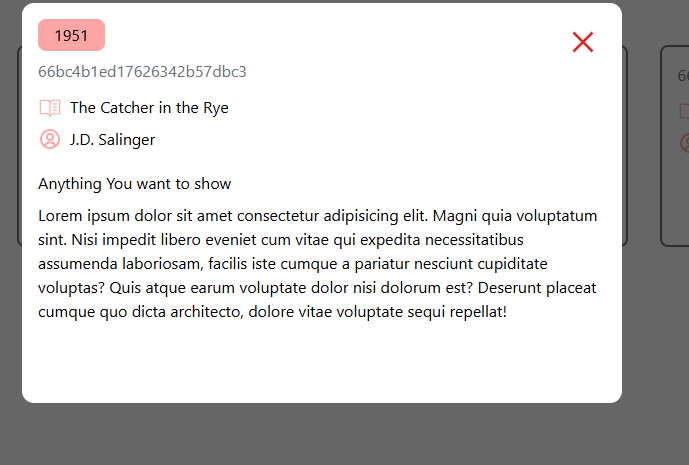 1951
66bc4b1ed17626342b57dbc3
The Catcher in the Rye
J.D. Salinger
Anything You want to show
Lorem ipsum dolor sit amet consectetur adipisicing elit. Magni quia voluptatum
sint. Nisi impedit libero eveniet cum vitae qui expedita necessitatibus
assumenda laboriosam, facilis iste cumque a pariatur nesciunt cupiditate
voluptas? Quis atque earum voluptate dolor nisi dolorum est? Deserunt placeat
cumque quo dicta architecto, dolore vitae voluptate sequi repellat!